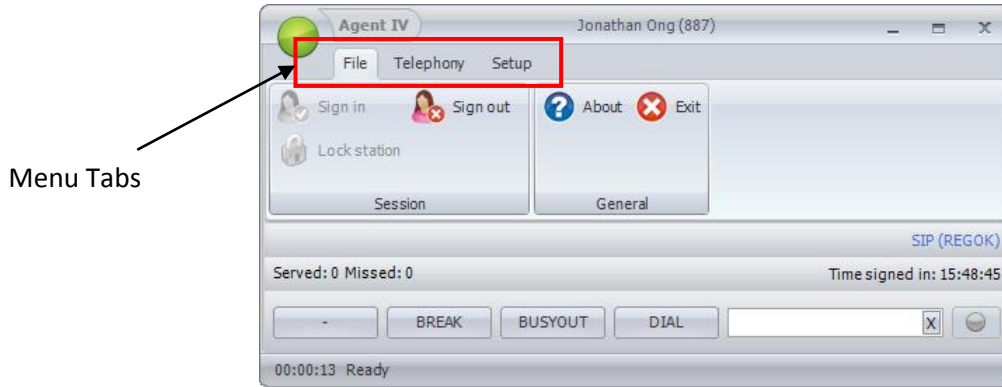 Agent IV Jonathan Ong (887)
File Telephony Setup
Sign in Sign out About Exit
Lock station
Menu Tabs
Session General
SIP (REGOK)
Served: 0 Missed: 0 Time signed in: 15:48:45
- BREAK BUSYOUT DIAL X
00:00:13 Ready